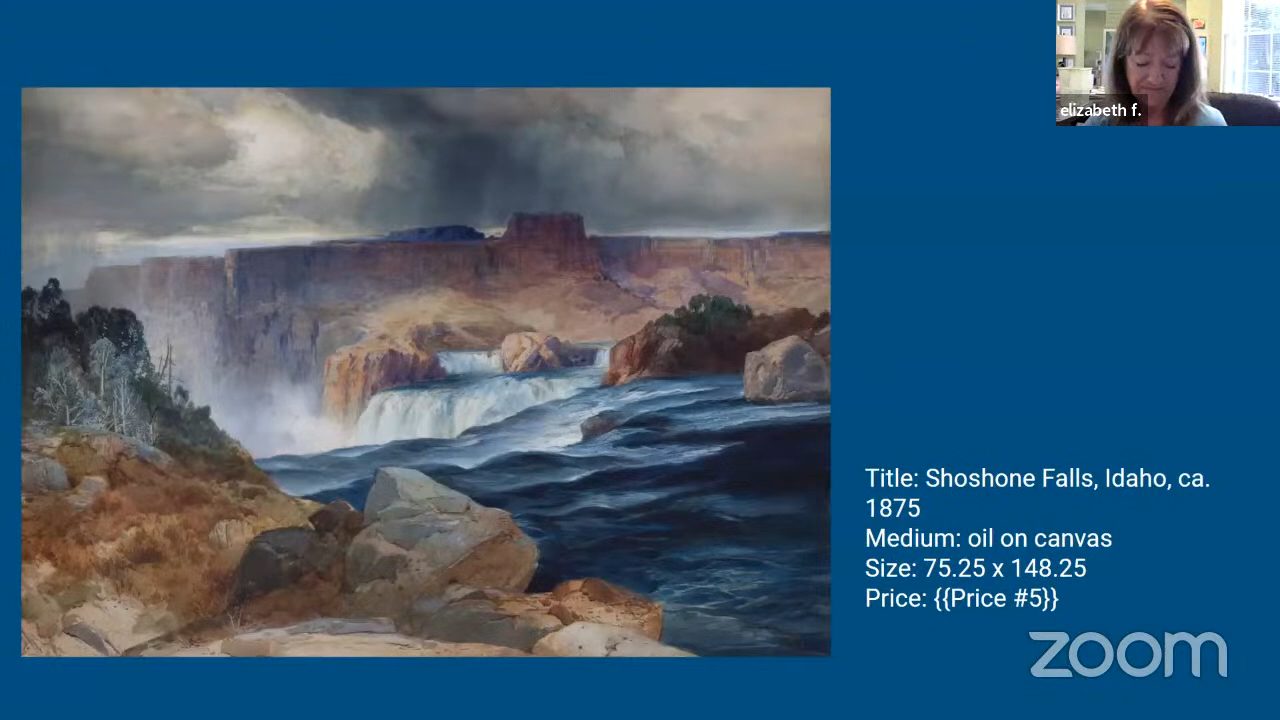 elizabeth f.
Title: Shoshone Falls, Idaho, ca.
1875
Medium: oil on canvas
Size: 75.25 x 148.25
Price: {{Price #5}}
zoom